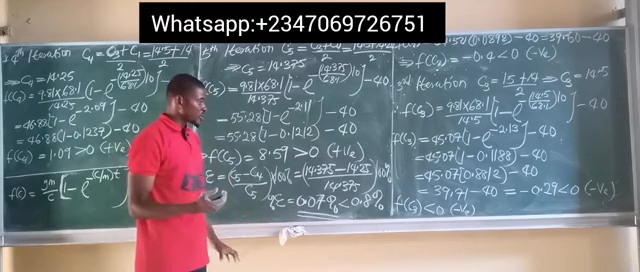 Whatsapp:+2347069726751
4th Iteration C₄ = C₃+C₁ = 14.5+14
2 2
⇒ C₄ = 14.25
f(C₄) = 9.81×68.1 [1-e^-(14.25/68.1)10] - 40
14.25
= 46.88[1-e^-2.09] - 40
= 46.88[1-0.1237] - 40
f(C₄) = 1.09 > 0 (+Ve)
f(c) = gm/c [1-e^-(c/m)t]
5th Iteration C₅ =
⇒ C₅ = 14.375
(C₅) = 9.81×68.1 [1-e^-(14.375/68.1)10] - 40
14.375
= 55.28[1-e^-2.11] - 40
= 55.28[1-0.1212] - 40
f(C₅) = 8.59 > 0 (+Ve)
ε = (C₅-C₄/C₅)×100% = (14.375-14.25/14.375)×100%
%ε = 0.07% < 0.8%
(0.0898) - 40 = 39.60 - 40
f(C₂) = -0.4 < 0 (-Ve)
3rd Iteration C₃ = 15+14/2 ⇒ C₃ = 14.5
f(C₃) = 9.81×68.1 [1-e^-(14.5/68.1)10] - 40
14.5
f(C₃) = 45.07[1-e^-2.13] - 40
= 45.07[1-0.1188] - 40
= 45.07(0.8812) - 40
= 39.71 - 40 = -0.29 < 0 (-Ve)
f(C₃) < 0 (-Ve)